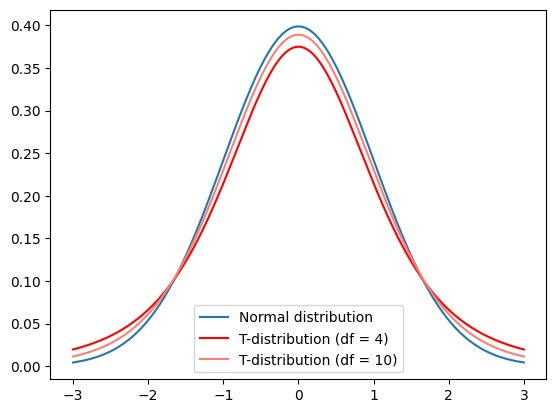 0.40
0.35
0.30
0.25
0.20
0.15
0.10
0.05
0.00
Normal distribution
T-distribution (df = 4)
T-distribution (df = 10)
−3 −2 −1 0 1 2 3